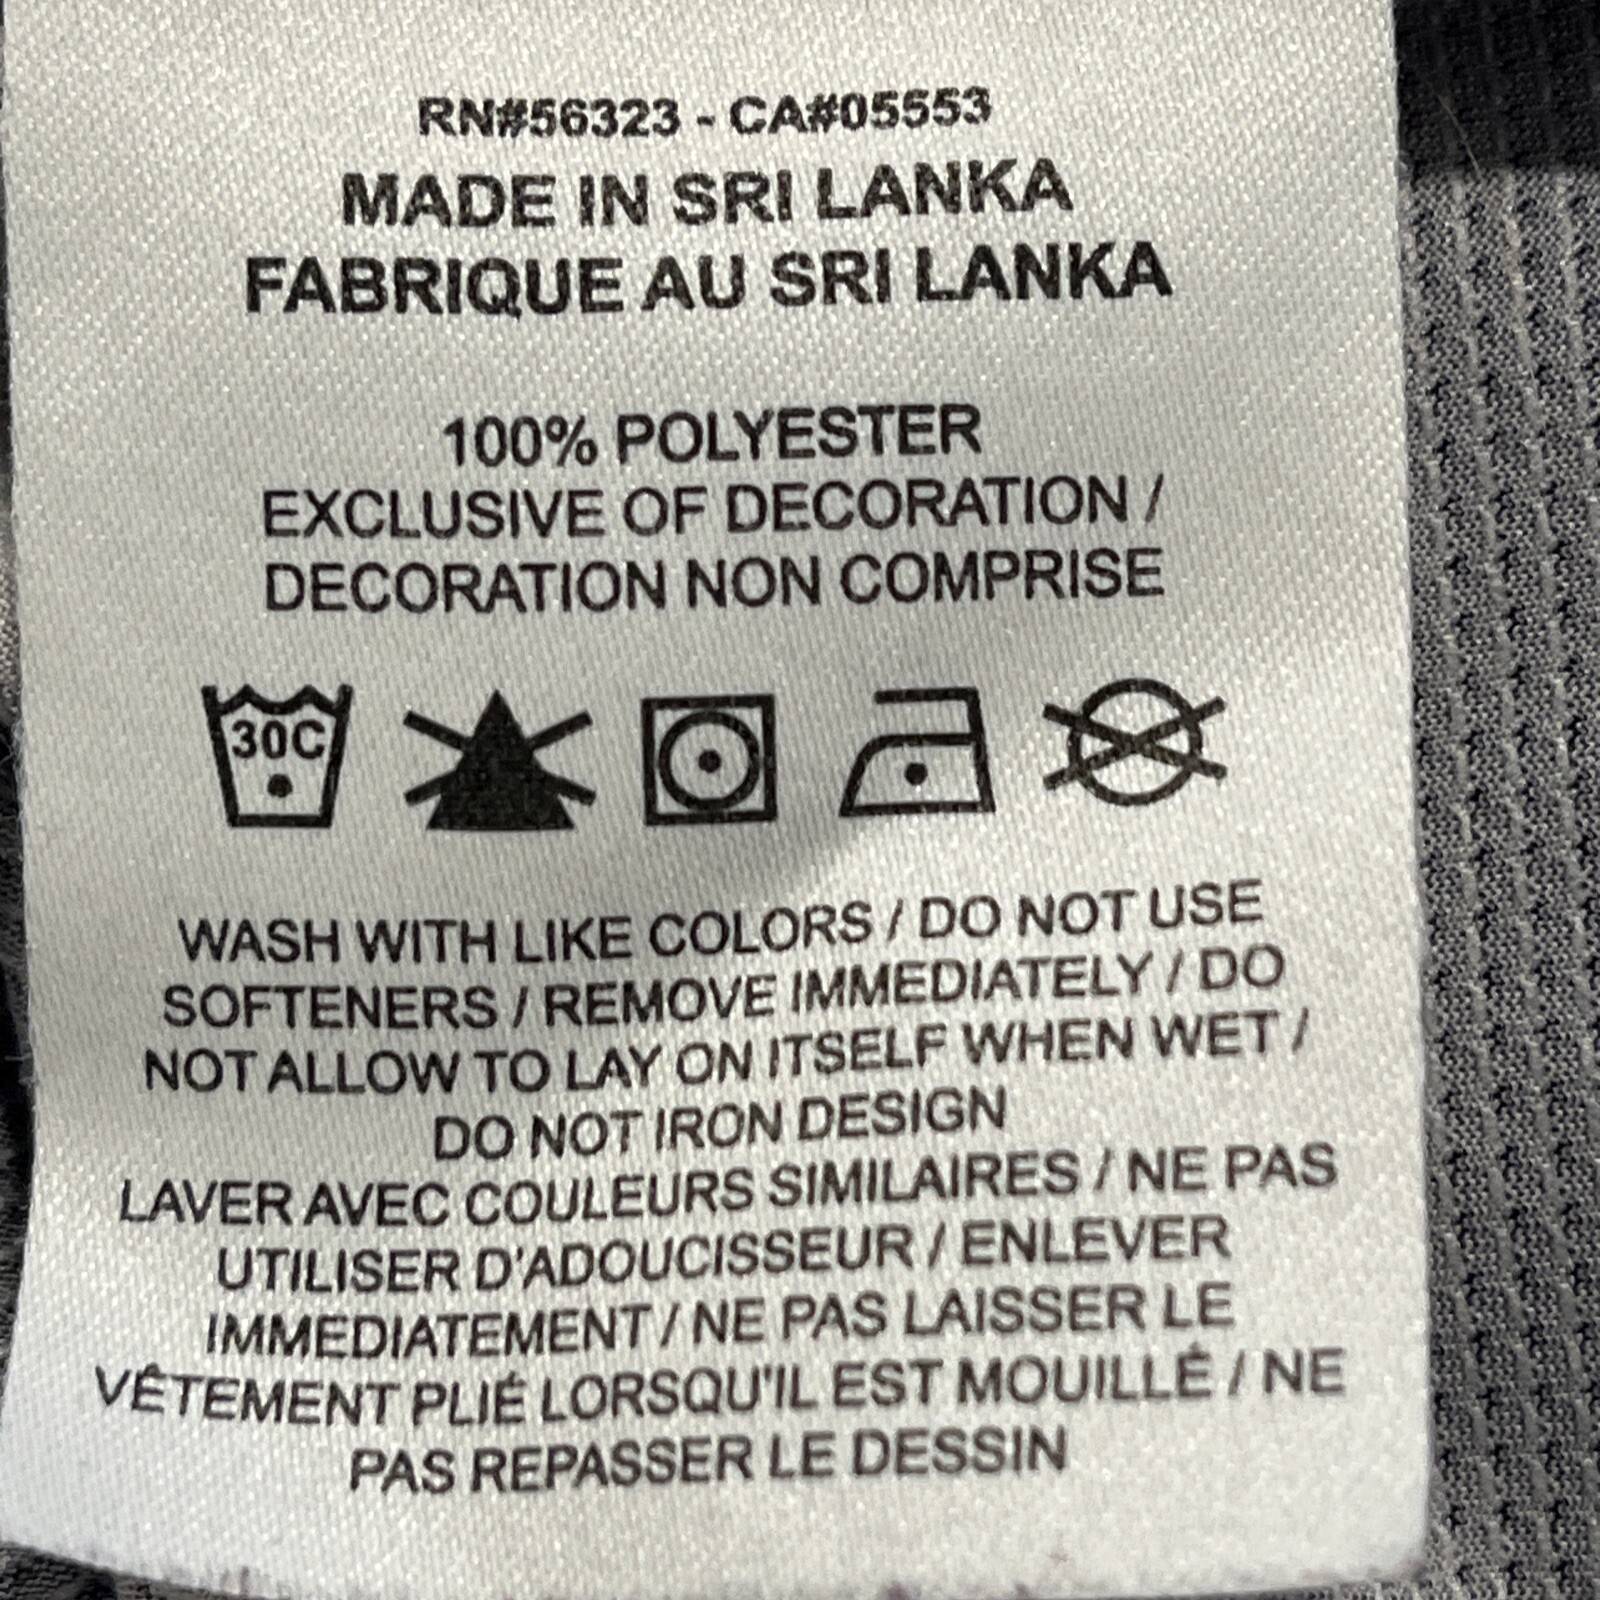 RN#56323 - CA#05553
MADE IN SRI LANKA
FABRIQUE AU SRI LANKA
100% POLYESTER
EXCLUSIVE OF DECORATION /
DECORATION NON COMPRISE
30C
WASH WITH LIKE COLORS / DO NOT USE
SOFTENERS / REMOVE IMMEDIATELY / DO
NOT ALLOW TO LAY ON ITSELF WHEN WET /
DO NOT IRON DESIGN
LAVER AVEC COULEURS SIMILAIRES / NE PAS
UTILISER D'ADOUCISSEUR / ENLEVER
IMMEDIATEMENT / NE PAS LAISSER LE
VÊTEMENT PLIÉ LORSQU'IL EST MOUILLÉ / NE
PAS REPASSER LE DESSIN